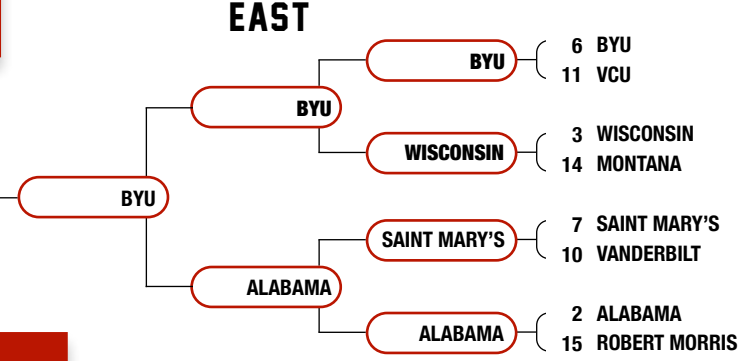 EAST
BYU
BYU
ALABAMA
BYU
WISCONSIN
SAINT MARY'S
ALABAMA
6 BYU
11 VCU
3 WISCONSIN
14 MONTANA
7 SAINT MARY'S
10 VANDERBILT
2 ALABAMA
15 ROBERT MORRIS